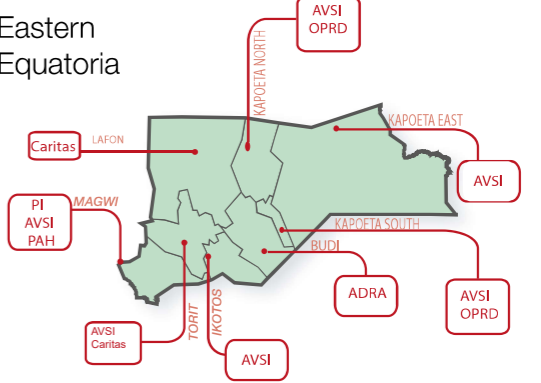 Eastern
Equatoria
AVSI
OPRD
KAPOETA NORTH
KAPOETA EAST
Caritas
LAFON
AVSI
PI
AVSI
PAH
MAGWI
KAPOETA SOUTH
BUDI
ADRA
AVSI
OPRD
AVSI
Caritas
TORIT
IKOTOS
AVSI